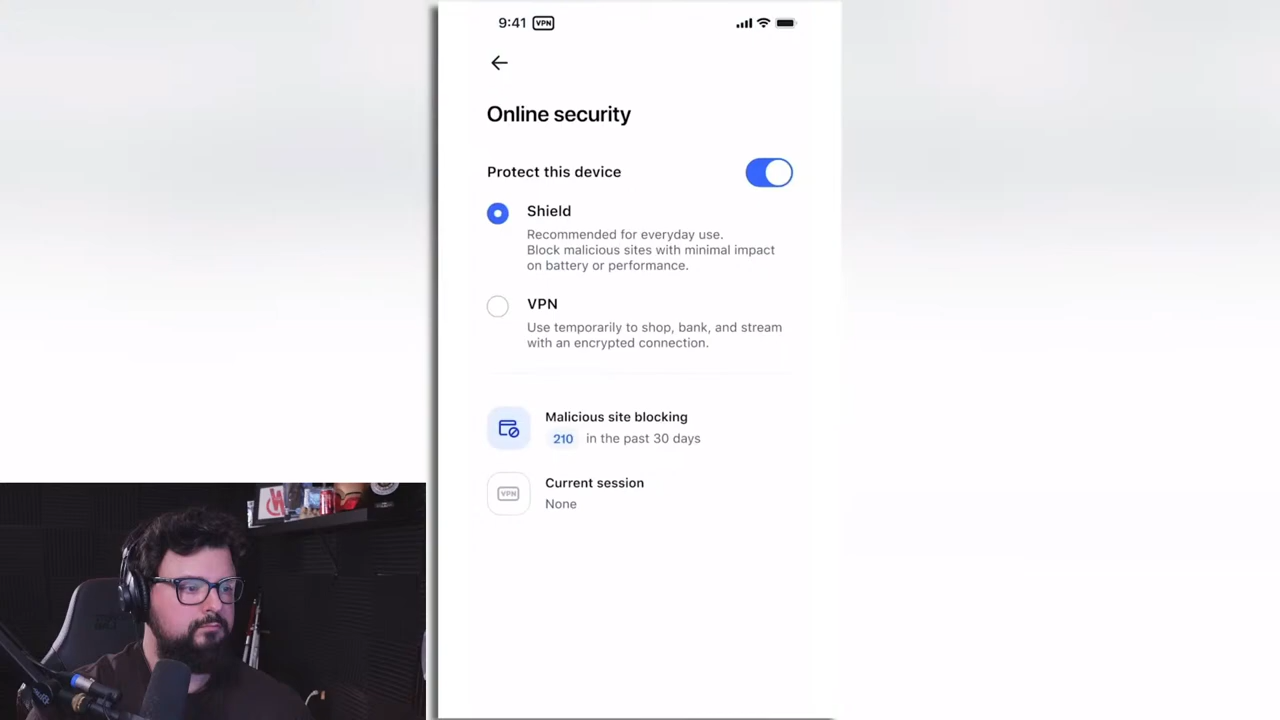 9:41 VPN
Online security
Protect this device
Shield
Recommended for everyday use.
Block malicious sites with minimal impact
on battery or performance.
VPN
Use temporarily to shop, bank, and stream
with an encrypted connection.
Malicious site blocking
210 in the past 30 days
VPN
Current session
None